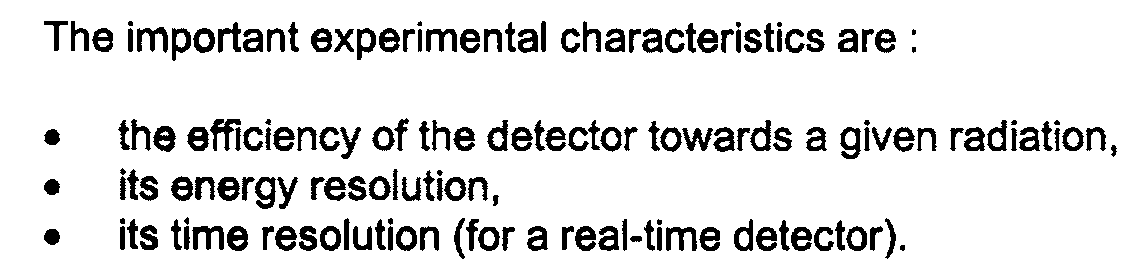 The important experimental characteristics are :
• the efficiency of the detector towards a given radiation,
• its energy resolution,
• its time resolution (for a real-time detector).